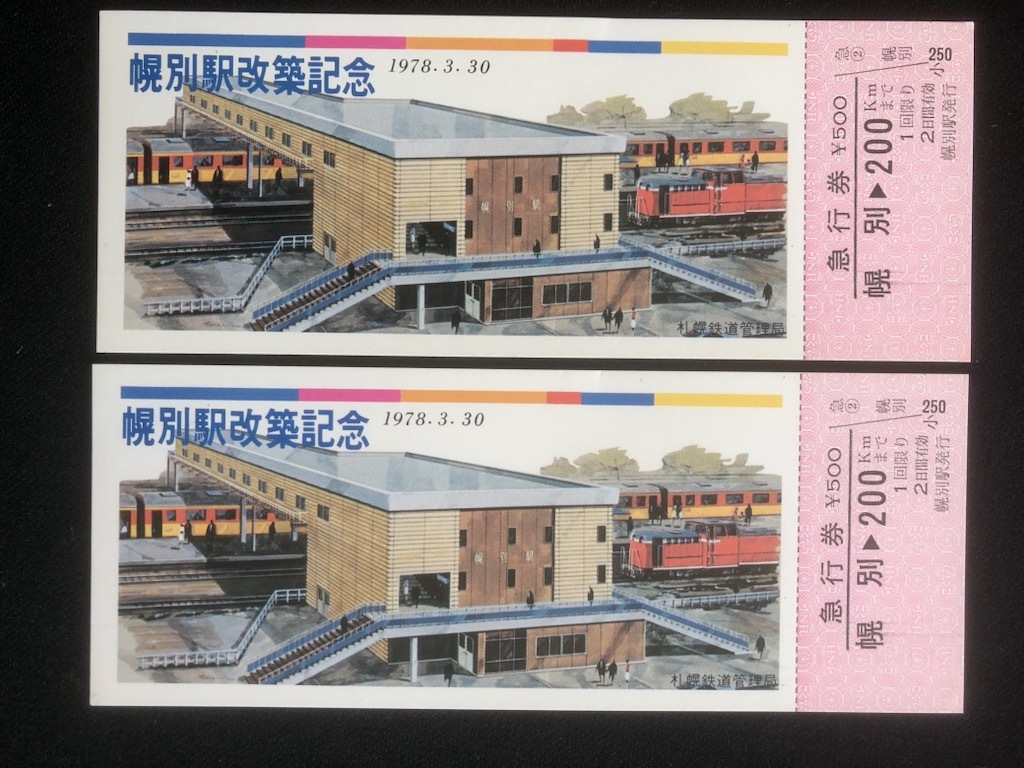 幌別駅改築記念 1978.3.30
幌別駅
札幌鉄道管理局
急行券 ¥500
幌別▶200Kmまで
1回限り
2日間有効
幌別駅発行
急② 幌別
小 250
幌別駅改築記念 1978.3.30
幌別駅
札幌鉄道管理局
急行券 ¥500
幌別▶200Kmまで
1回限り
2日間有効
幌別駅発行
急② 幌別
小 250